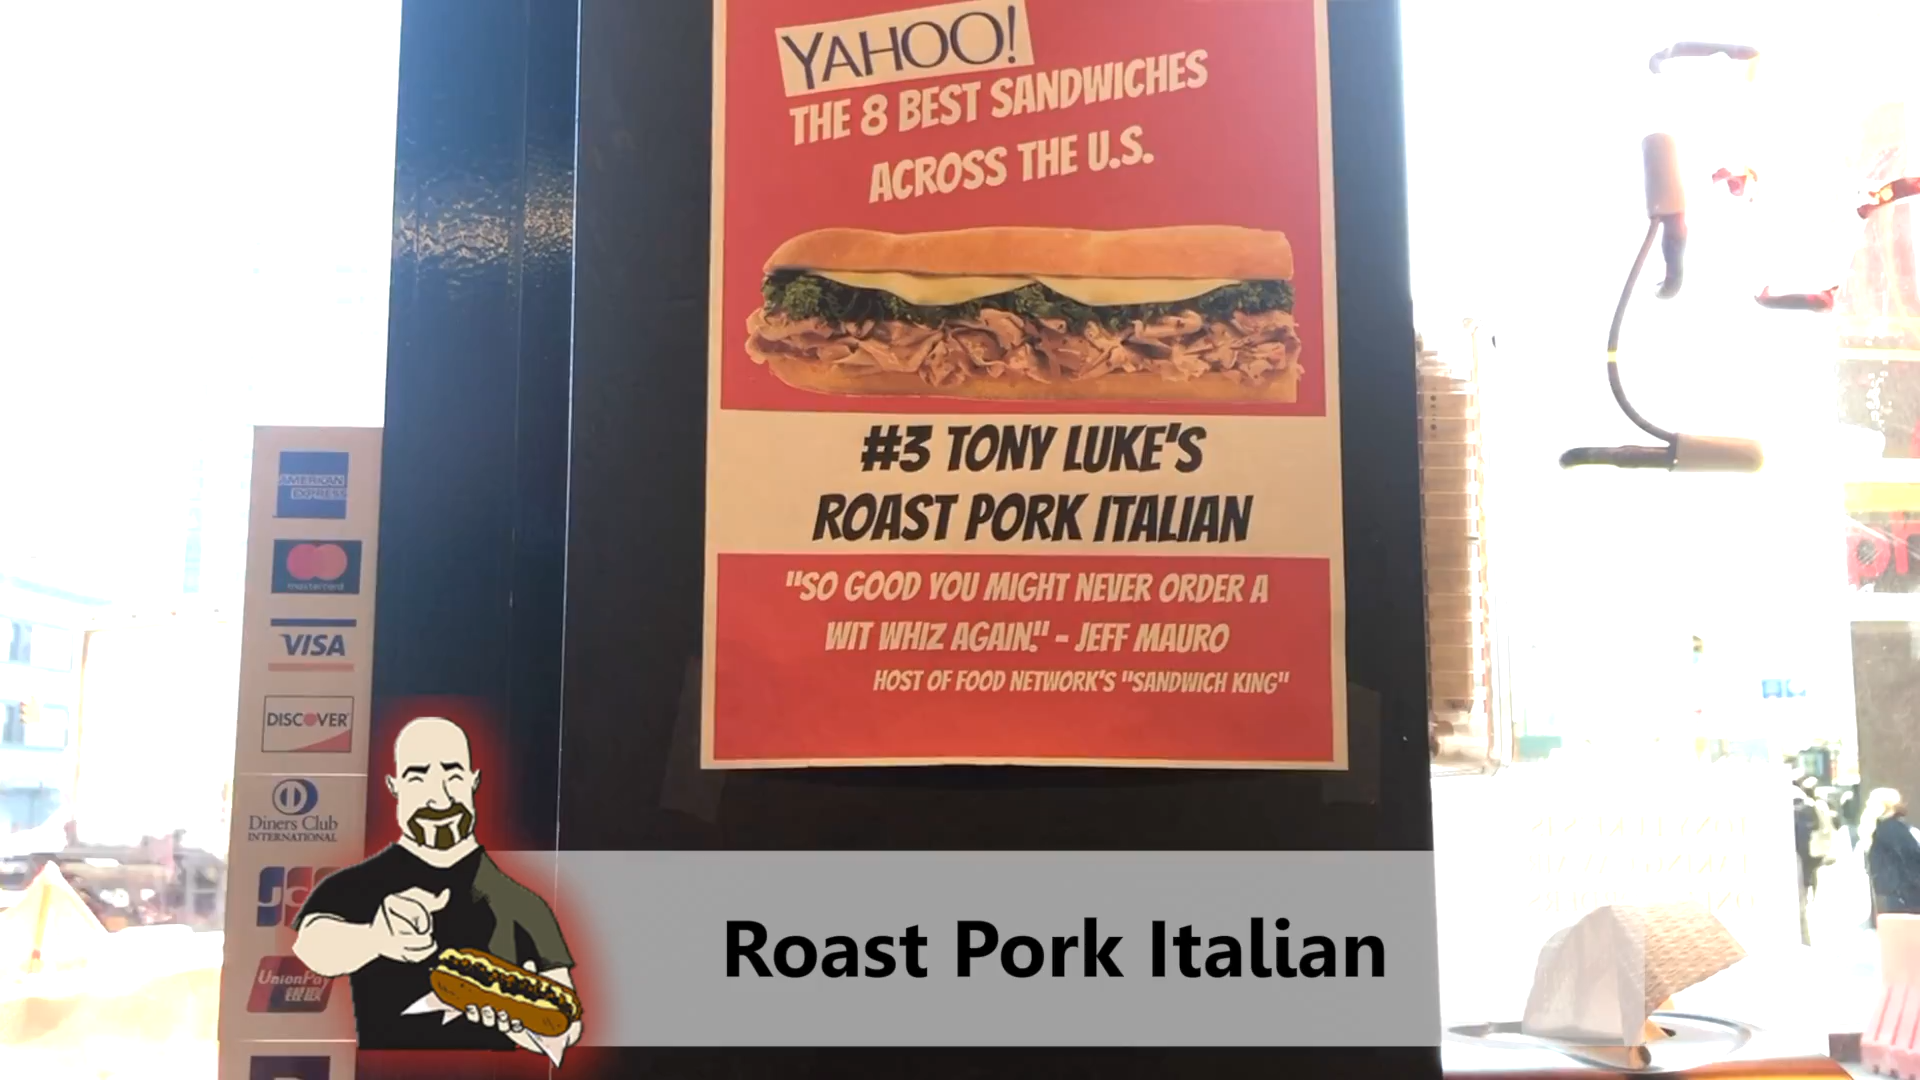 YAHOO!
THE 8 BEST SANDWICHES
ACROSS THE U.S.
#3 TONY LUKE'S
ROAST PORK ITALIAN
"SO GOOD YOU MIGHT NEVER ORDER A
WIT WHIZ AGAIN." - JEFF MAURO
HOST OF FOOD NETWORK'S "SANDWICH KING"
AMERICAN
EXPRESS
mastercard
VISA
DISCOVER
Diners Club
INTERNATIONAL
JC
UnionPay
Roast Pork Italian